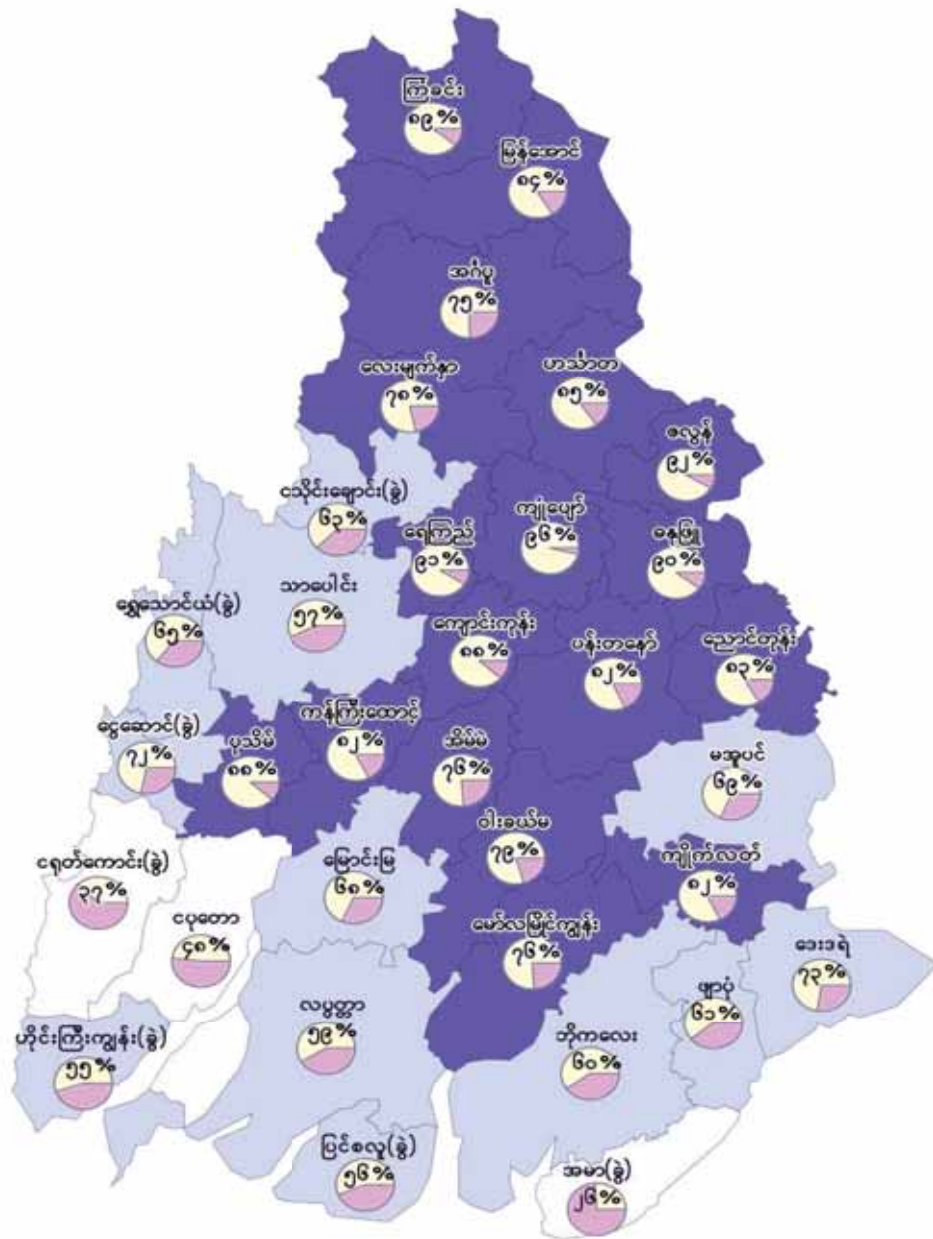 ကြံခင်း
၈၉%
မြန်အောင်
၈၄%
အင်္ဂပူ
၇၅%
လေးမျက်နှာ
၇၈%
ဟင်္သာတ
၈၅%
ဇလွန်
၉၂%
ငသိုင်းချောင်း(ခွဲ)
၆၃%
ရေကြည်
၉၁%
ကျုံပျော်
၉၆%
ဓနုဖြူ
၉၀%
ရွှေသောင်ယံ(ခွဲ)
၆၅%
သာပေါင်း
၅၇%
ကျောင်းကုန်း
၈၈%
ပန်းတနော်
၈၂%
ညောင်တုန်း
၈၃%
ငွေဆောင်(ခွဲ)
၇၂%
ပုသိမ်
၈၈%
ကန်ကြီးထောင့်
၈၂%
အိမ်မဲ
၇၆%
မအူပင်
၆၉%
ငရုတ်ကောင်း(ခွဲ)
၃၇%
ငပုတော
၄၈%
မြောင်းမြ
၆၈%
ဝါးခယ်မ
၇၉%
ကျိုက်လတ်
၈၂%
မော်လမြိုင်ကျွန်း
၇၆%
ဒေးဒရဲ
၇၃%
ဟိုင်းကြီးကျွန်း(ခွဲ)
၅၅%
လပွတ္တာ
၅၉%
ဘိုကလေး
၆၀%
ဖျာပုံ
၆၁%
ပြင်စလူ(ခွဲ)
၅၆%
အမာ(ခွဲ)
၂၆%